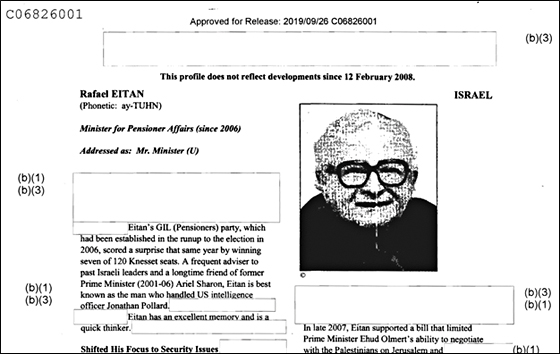 C06826001
Approved for Release: 2019/09/26 C06826001
(b)(3)
This profile does not reflect developments since 12 February 2008.
Rafael EITAN
(Phonetic: ay-TUHN)
ISRAEL
Minister for Pensioner Affairs (since 2006)
Addressed as: Mr. Minister (U)
(b)(1)
(b)(3)
Eitan's GIL (Pensioners) party, which
had been established in the runup to the election in
2006, scored a surprise that same year by winning
seven of 120 Knesset seats. A frequent adviser to
past Israeli leaders and a longtime friend of former
Prime Minister (2001-06) Ariel Sharon, Eitan is best
known as the man who handled US intelligence
officer Jonathan Pollard.
(b)(1)
(b)(3)
Eitan has an excellent memory and is a
quick thinker.
Shifted His Focus to Security Issues
©
(b)(3)
(b)(1)
In late 2007, Eitan supported a bill that limited
Prime Minister Ehud Olmert's ability to negotiate
with the Palestinians on Jerusalem and
(b)(1)